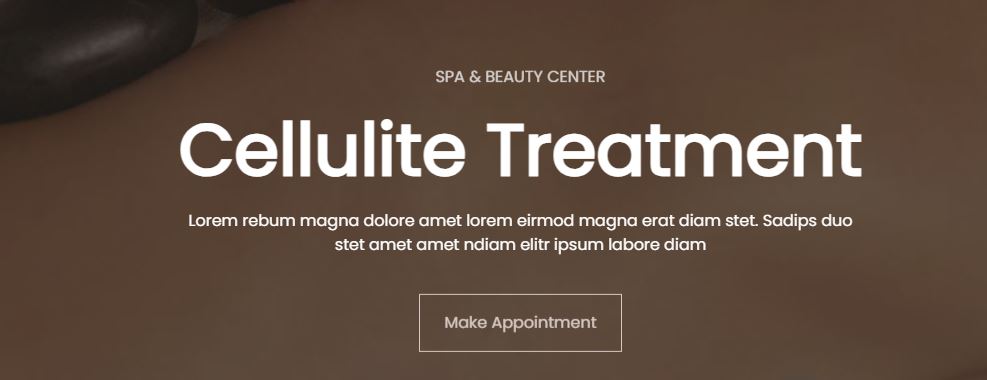 SPA & BEAUTY CENTER
Cellulite Treatment
Lorem rebum magna dolore amet lorem eirmod magna erat diam stet. Sadips duo
stet amet amet ndiam elitr ipsum labore diam
Make Appointment